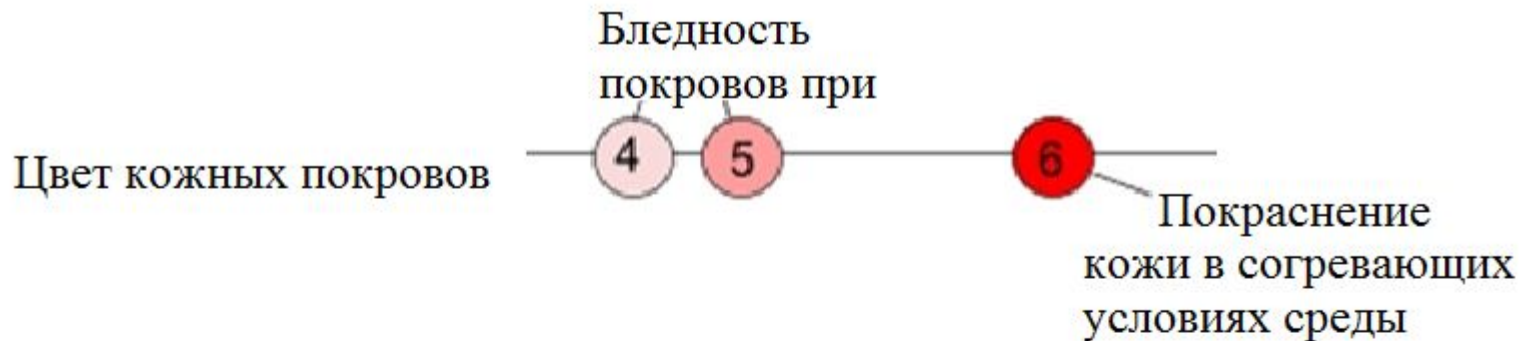 Бледность
покровов при
4
5
6
Цвет кожных покровов
Покраснение
кожи в согревающих
условиях среды